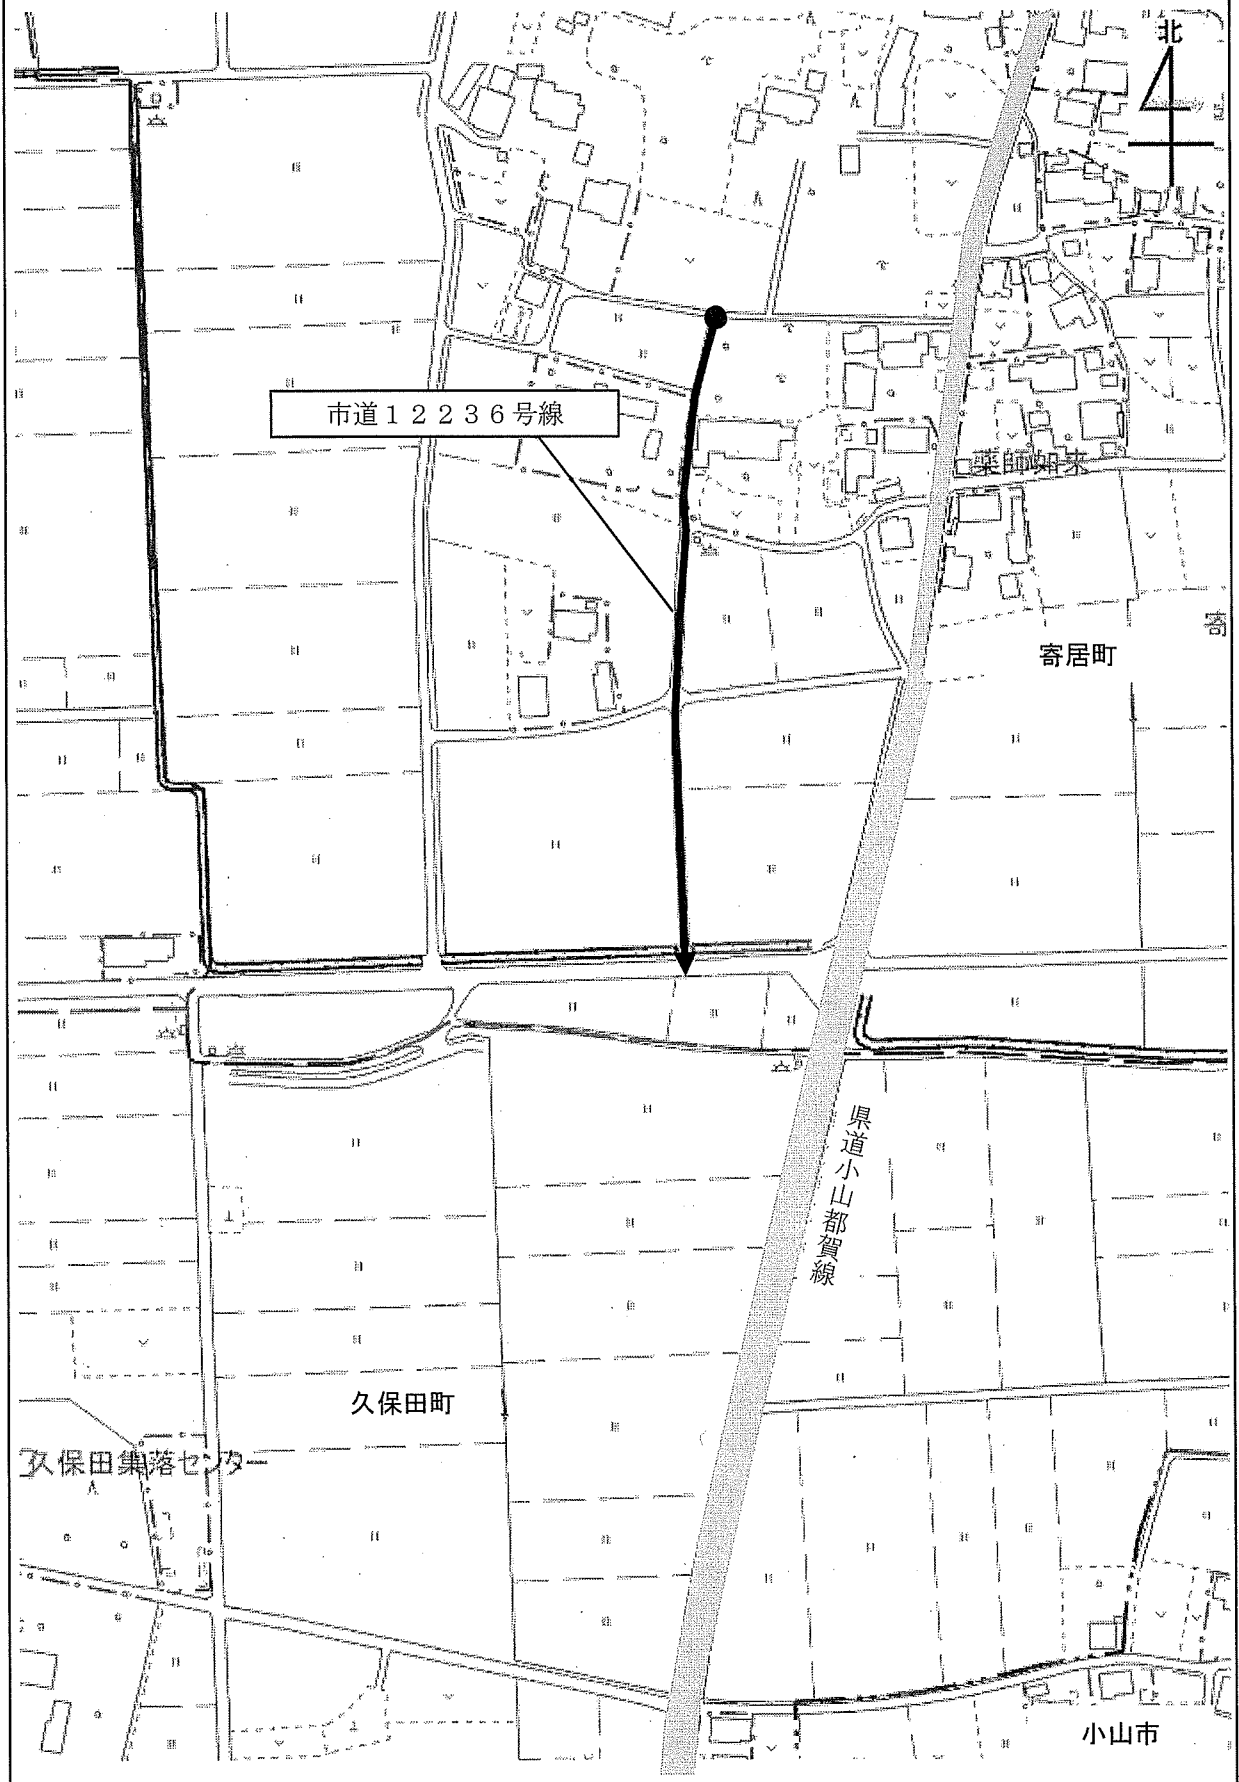 北
市道１２２３６号線
薬師如来
寄
寄居町
県道小山都賀線
久保田町
久保田集落センター
小山市